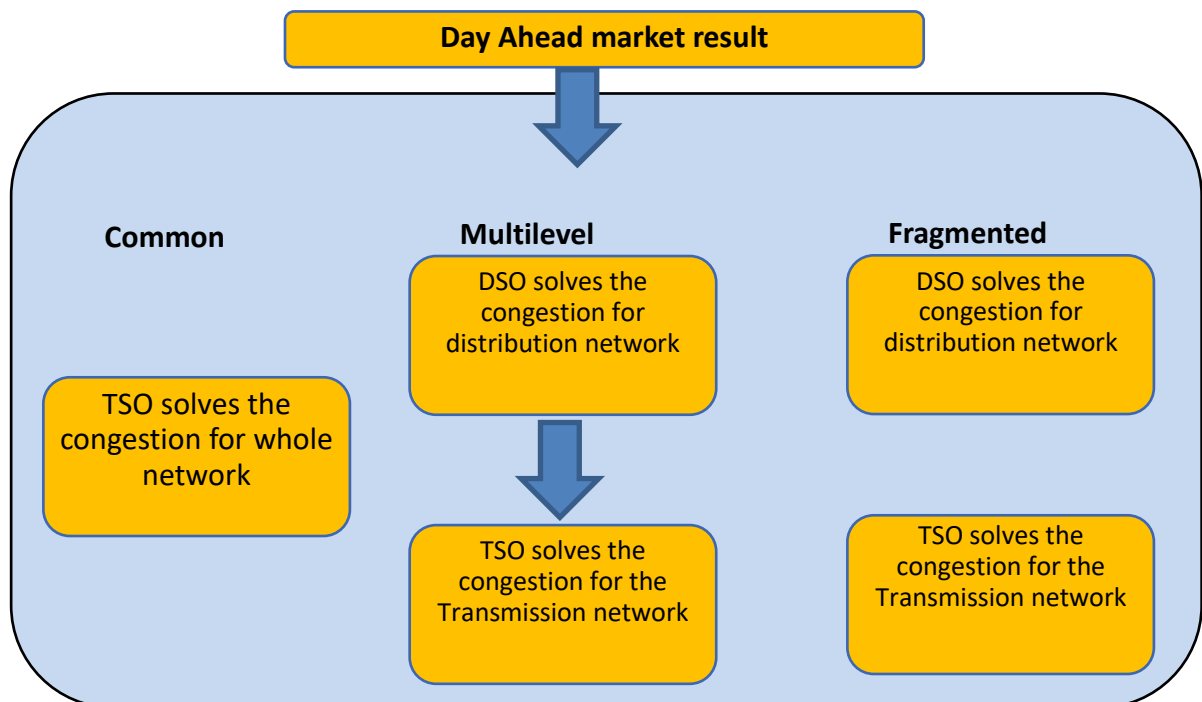 Day Ahead market result
Common
TSO solves the
congestion for whole
network
Multilevel
DSO solves the
congestion for
distribution network
TSO solves the
congestion for the
Transmission network
Fragmented
DSO solves the
congestion for
distribution network
TSO solves the
congestion for the
Transmission network